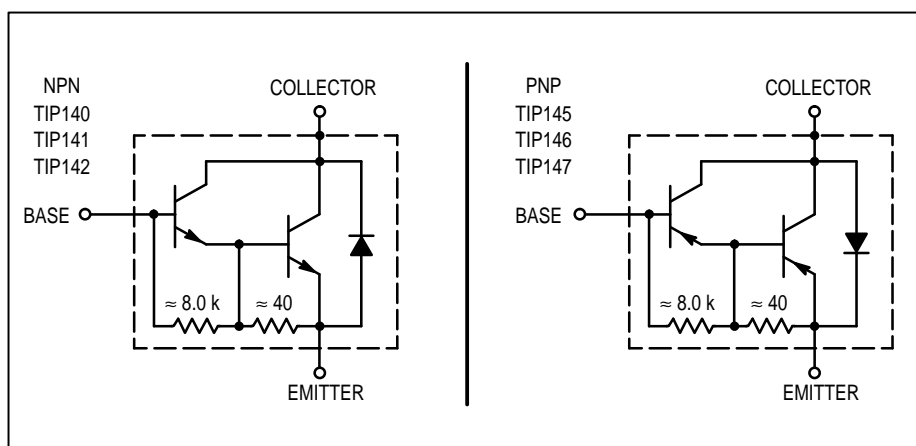 NPN
TIP140
TIP141
TIP142
COLLECTOR
BASE
≈ 8.0 k
≈ 40
EMITTER
PNP
TIP145
TIP146
TIP147
COLLECTOR
BASE
≈ 8.0 k
≈ 40
EMITTER